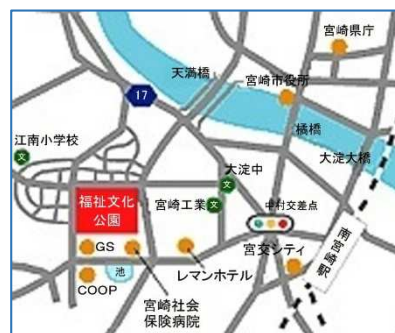 宮崎県庁
天満橋
宮崎市役所
17
橘橋
江南小学校
文
大淀中
文
大淀大橋
福祉文化
公園
宮崎工業
文
中村交差点
南宮崎駅
GS
宮交シティ
池
レマンホテル
COOP
宮崎社会
保険病院